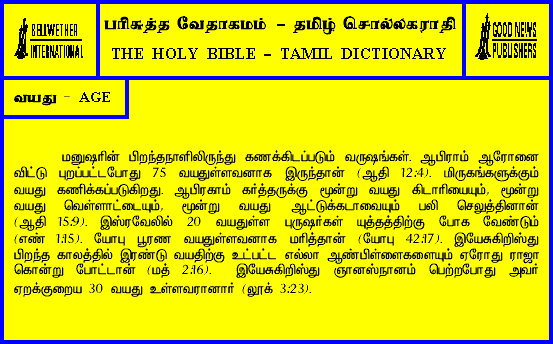 BELLWETHER
INTERNATIONAL
பரிசுத்த வேதாகமம் - தமிழ் சொல்லகராதி
THE HOLY BIBLE - TAMIL DICTIONARY
GOOD NEWS
PUBLISHERS
வயது - AGE
மனுஷரின் பிறந்தநாளிலிருந்து கணக்கிடப்படும் வருஷங்கள். ஆபிராம் ஆரோனை
விட்டு புறப்பட்டபோது 75 வயதுள்ளவனாக இருந்தான் (ஆதி 12:4). மிருகங்களுக்கும்
வயது கணிக்கப்படுகிறது. ஆபிரகாம் கர்த்தருக்கு மூன்று வயது கிடாரியையும், மூன்று
வயது வெள்ளாட்டையும், மூன்று வயது ஆட்டுக்கடாவையும் பலி செலுத்தினான்
(ஆதி 15:9). இஸ்ரவேலில் 20 வயதுள்ள புருஷர்கள் யுத்தத்திற்கு போக வேண்டும்
(எண் 1:15). யோபு பூரண வயதுள்ளவனாக மரித்தான் (யோபு 42:17). இயேசுகிறிஸ்து
பிறந்த காலத்தில் இரண்டு வயதிற்கு உட்பட்ட எல்லா ஆண்பிள்ளைகளையும் ஏரோது ராஜா
கொன்று போட்டான் (மத் 2:16). இயேசுகிறிஸ்து ஞானஸ்நானம் பெற்றபோது அவர்
ஏறக்குறைய 30 வயது உள்ளவரானார் (லூக் 3:23).